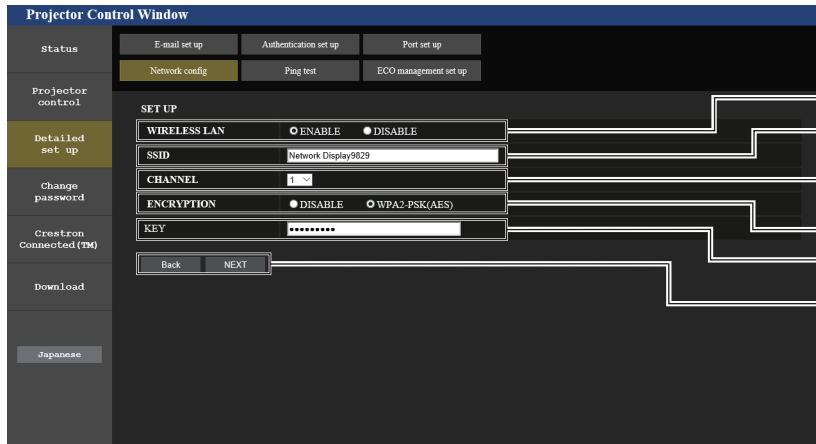 Projector Control Window
Status
E-mail set up
Authentication set up
Port set up
Network config
Ping test
ECO management set up
Projector
control
Detailed
set up
Change
password
Crestron
Connected(TM)
Download
Japanese
SET UP
WIRELESS LAN ENABLE DISABLE
SSID Network Display9829
CHANNEL 1
ENCRYPTION DISABLE WPA2-PSK(AES)
KEY •••••••••
Back NEXT